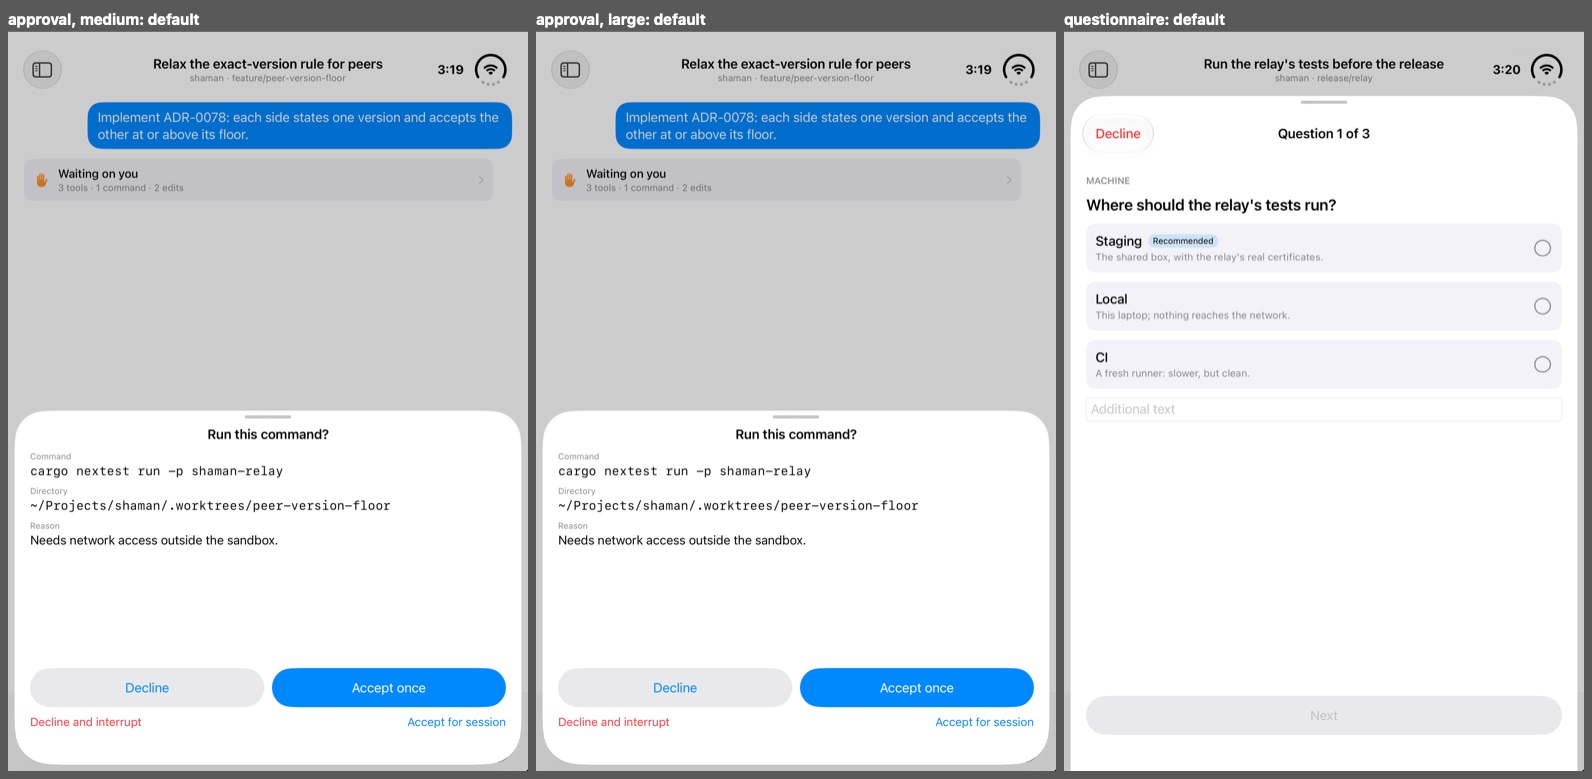 approval, medium: default
Relax the exact-version rule for peers
shaman · feature/peer-version-floor
3:19
Implement ADR-0078: each side states one version and accepts the
other at or above its floor.
Waiting on you
3 tools · 1 command · 2 edits
Run this command?
Command
cargo nextest run -p shaman-relay
Directory
~/Projects/shaman/.worktrees/peer-version-floor
Reason
Needs network access outside the sandbox.
Decline
Accept once
Decline and interrupt
Accept for session
approval, large: default
Relax the exact-version rule for peers
shaman · feature/peer-version-floor
3:19
Implement ADR-0078: each side states one version and accepts the
other at or above its floor.
Waiting on you
3 tools · 1 command · 2 edits
Run this command?
Command
cargo nextest run -p shaman-relay
Directory
~/Projects/shaman/.worktrees/peer-version-floor
Reason
Needs network access outside the sandbox.
Decline
Accept once
Decline and interrupt
Accept for session
questionnaire: default
Run the relay's tests before the release
shaman · release/relay
3:20
Decline
Question 1 of 3
MACHINE
Where should the relay's tests run?
Staging Recommended
The shared box, with the relay's real certificates.
Local
This laptop; nothing reaches the network.
CI
A fresh runner: slower, but clean.
Additional text
Next